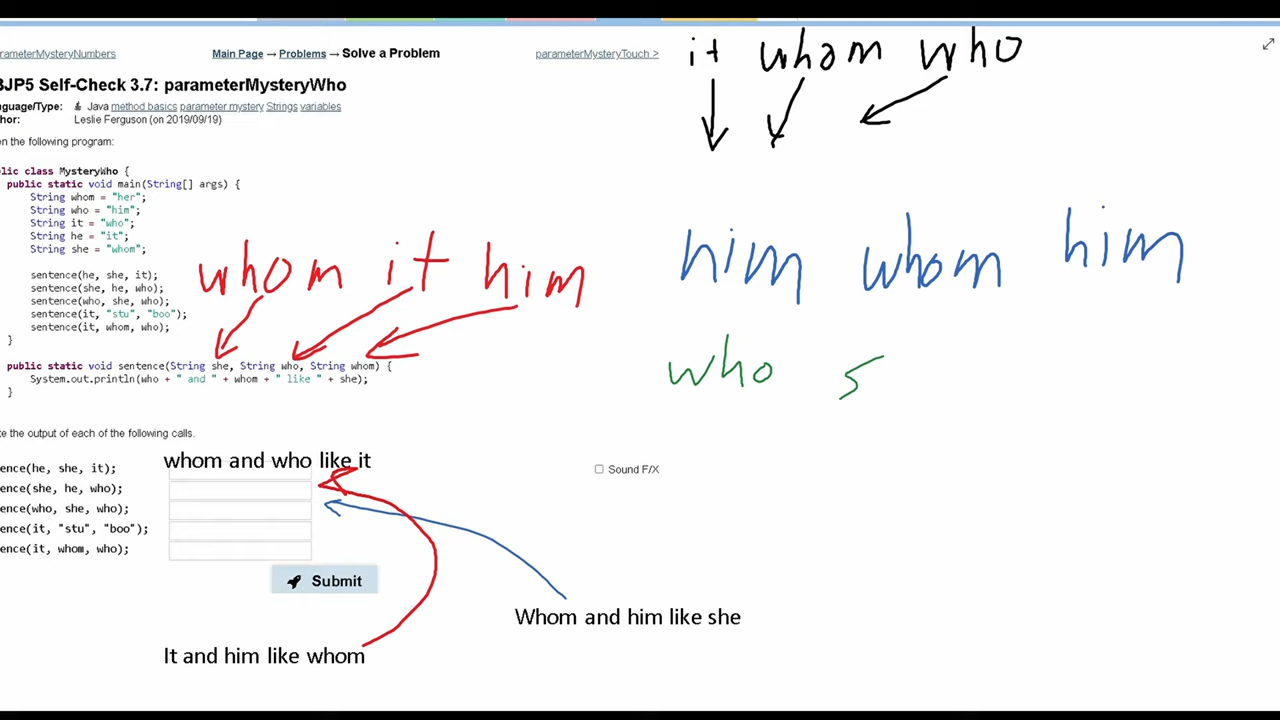 rameterMysteryNumbers
Main Page → Problems → Solve a Problem
parameterMysteryTouch >
it whom who
BJP5 Self-Check 3.7: parameterMysteryWho
nguage/Type: Java method basics parameter mystery Strings variables
hor: Leslie Ferguson (on 2019/09/19)
en the following program:
blic class MysteryWho {
public static void main(String[] args) {
String whom = "her";
String who = "him";
String it = "who";
String he = "it";
String she = "whom";
sentence(he, she, it);
sentence(she, he, who);
sentence(who, she, who);
sentence(it, "stu", "boo");
sentence(it, whom, who);
}
whom it him
him whom him
public static void sentence(String she, String who, String whom) {
System.out.println(who + " and " + whom + " like " + she);
}
who s
te the output of each of the following calls.
whom and who like it
ence(he, she, it);
ence(she, he, who);
ence(who, she, who);
ence(it, "stu", "boo");
ence(it, whom, who);
Sound F/X
Submit
Whom and him like she
It and him like whom